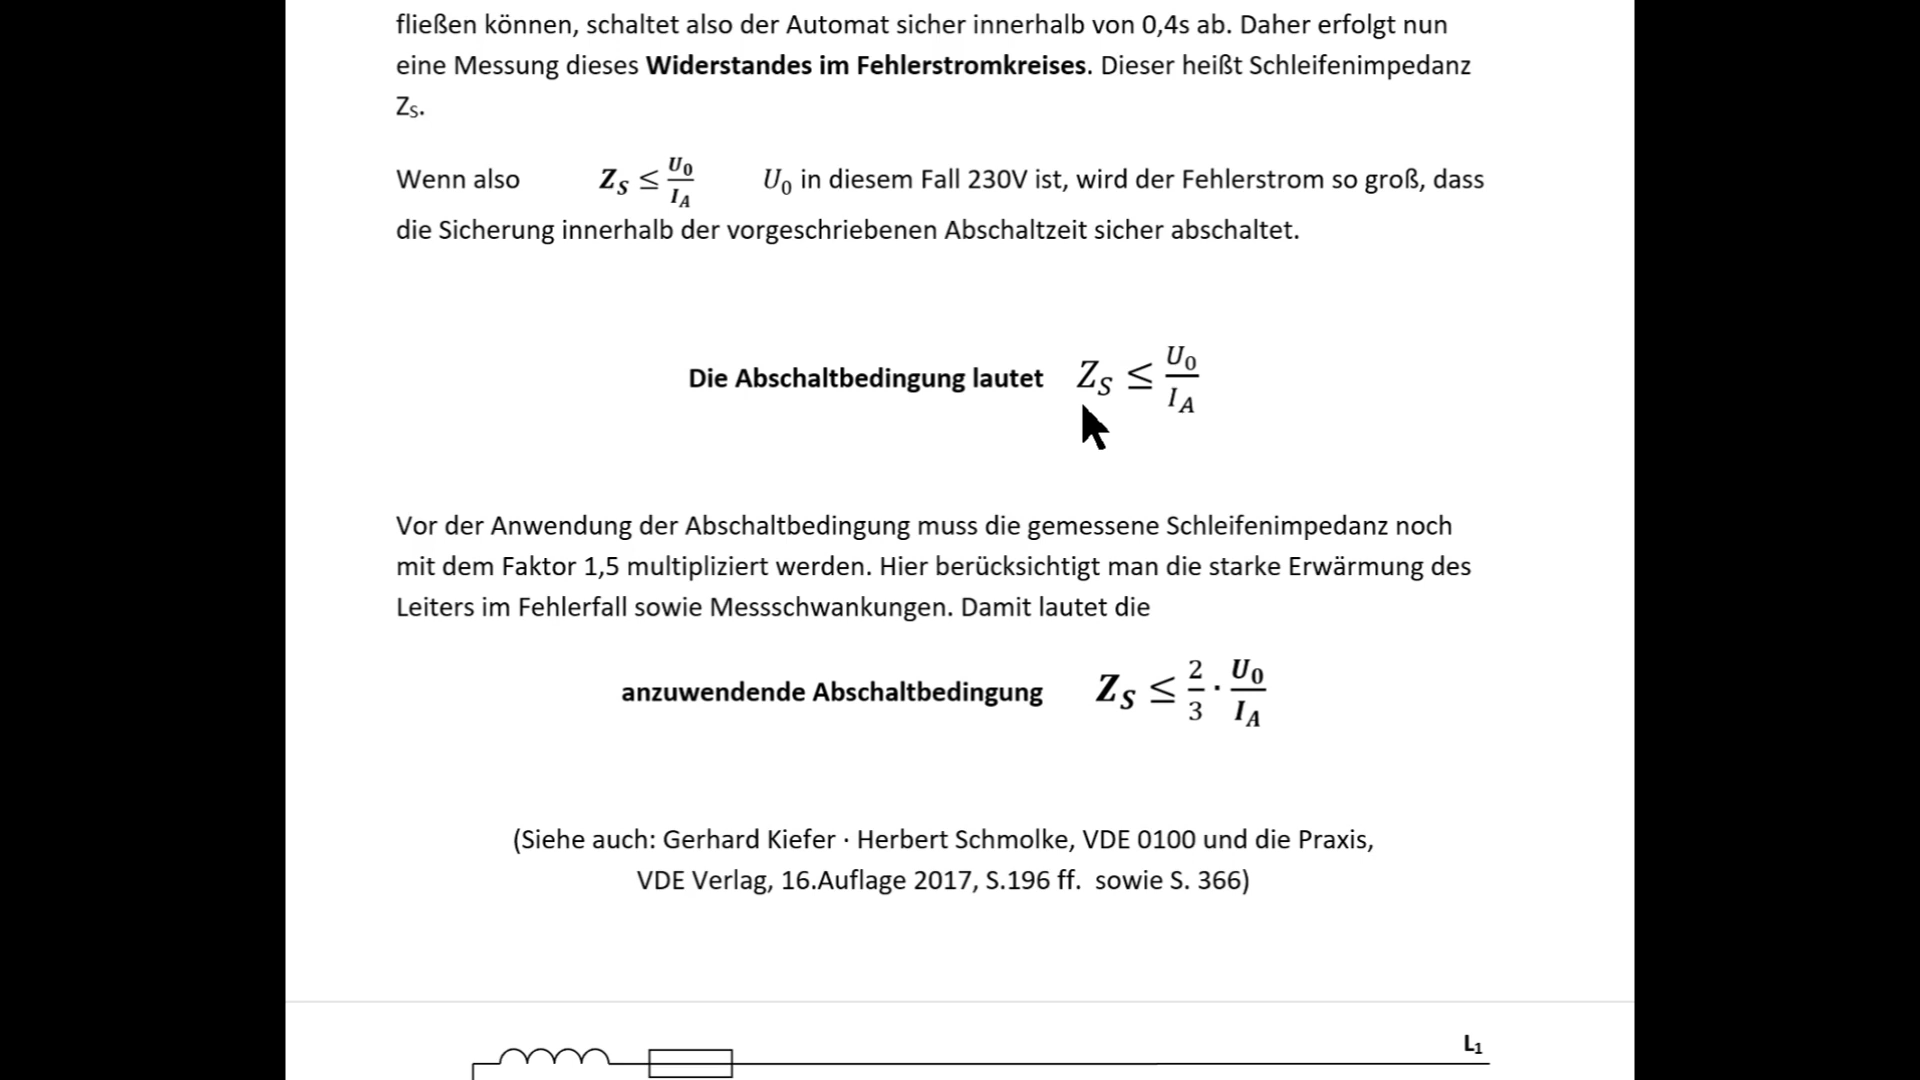 fließen können, schaltet also der Automat sicher innerhalb von 0,4s ab. Daher erfolgt nun
eine Messung dieses Widerstandes im Fehlerstromkreises. Dieser heißt Schleifenimpedanz
Z_S.
Wenn also Z_S ≤ U_0/I_A U_0 in diesem Fall 230V ist, wird der Fehlerstrom so groß, dass
die Sicherung innerhalb der vorgeschriebenen Abschaltzeit sicher abschaltet.
Die Abschaltbedingung lautet Z_S ≤ U_0/I_A
Vor der Anwendung der Abschaltbedingung muss die gemessene Schleifenimpedanz noch
mit dem Faktor 1,5 multipliziert werden. Hier berücksichtigt man die starke Erwärmung des
Leiters im Fehlerfall sowie Messschwankungen. Damit lautet die
anzuwendende Abschaltbedingung Z_S ≤ 2/3 · U_0/I_A
(Siehe auch: Gerhard Kiefer · Herbert Schmolke, VDE 0100 und die Praxis,
VDE Verlag, 16.Auflage 2017, S.196 ff. sowie S. 366)
L_1